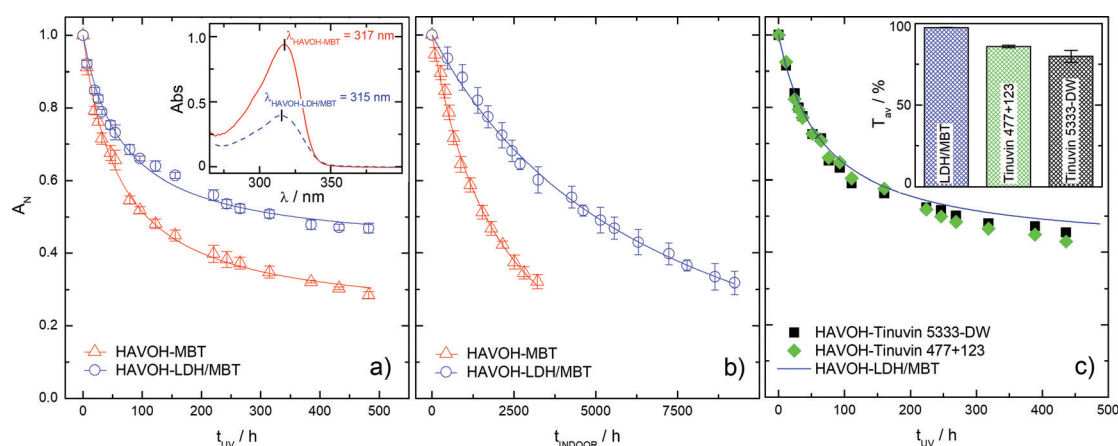 A_N
1.0
0.8
0.6
0.4
0.2
0.0
0 100 200 300 400 500
t_UV / h
HAVOH-MBT
HAVOH-LDH/MBT
a)
Abs
1
0.5
0
300 350
λ / nm
λ_HAVOH-MBT = 317 nm
λ_HAVOH-LDH/MBT = 315 nm
0 2500 5000 7500
t_INDOOR / h
HAVOH-MBT
HAVOH-LDH/MBT
b)
0 100 200 300 400 500
t_UV / h
HAVOH-Tinuvin 5333-DW
HAVOH-Tinuvin 477+123
HAVOH-LDH/MBT
c)
T_av / %
100
50
0
LDH/MBT
Tinuvin 477+123
Tinuvin 5333-DW